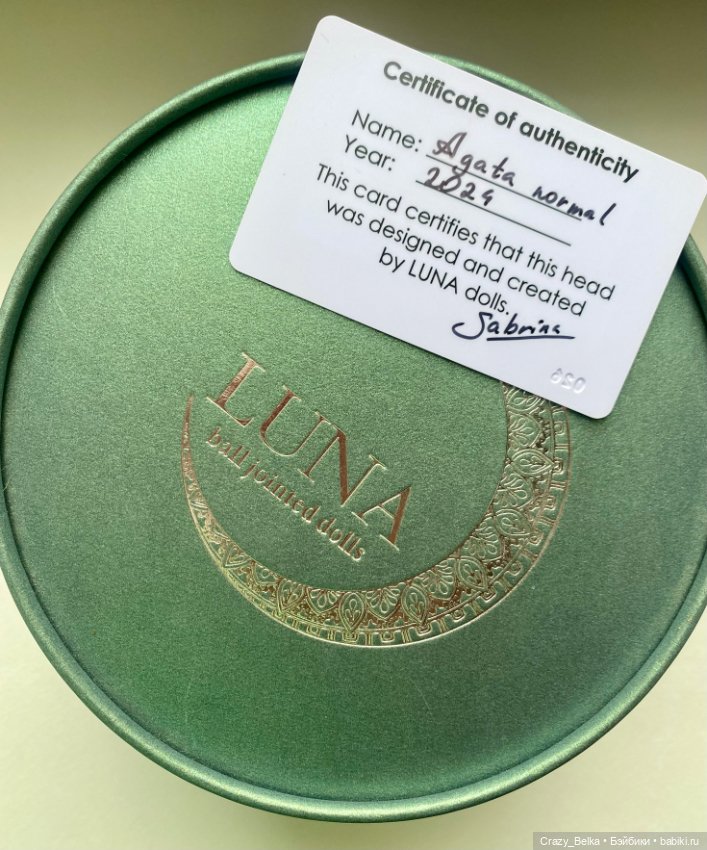 Certificate of authenticity
Name: Agata normal
Year: 2024
This card certifies that this head
was designed and created
by LUNA dolls.
Sabrina
LUNA
ball jointed dolls
Crazy_Belka • Бэйбики • babiki.ru